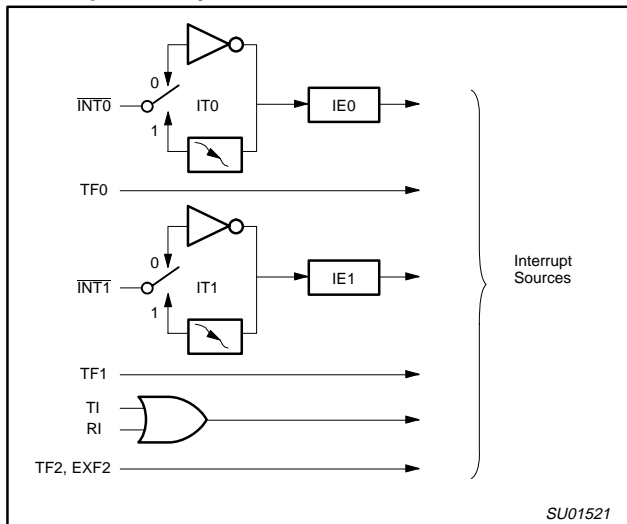 0
INT0
IT0
IE0
1
TF0
0
INT1
IT1
IE1
1
Interrupt
Sources
TF1
TI
RI
TF2, EXF2
SU01521